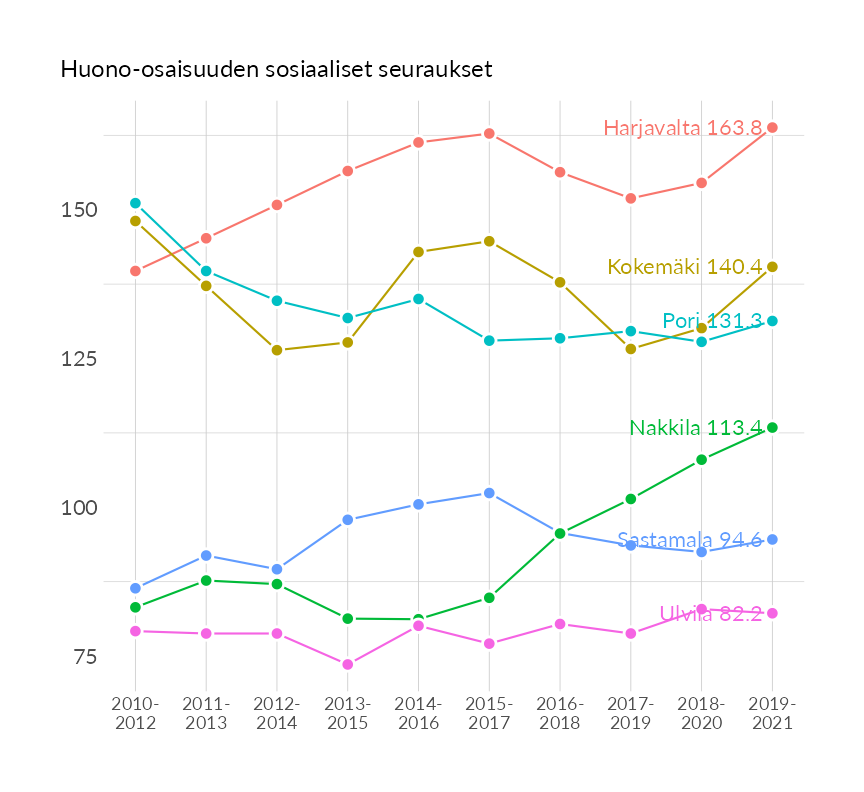 Huono-osaisuuden sosiaaliset seuraukset
Harjavalta 163.8
150
Kokemäki 140.4
Pori 131.3
125
Nakkila 113.4
100
Sastamala 94.6
Ulvila 82.2
75
2010- 2011- 2012- 2013- 2014- 2015- 2016- 2017- 2018- 2019-
2012 2013 2014 2015 2016 2017 2018 2019 2020 2021